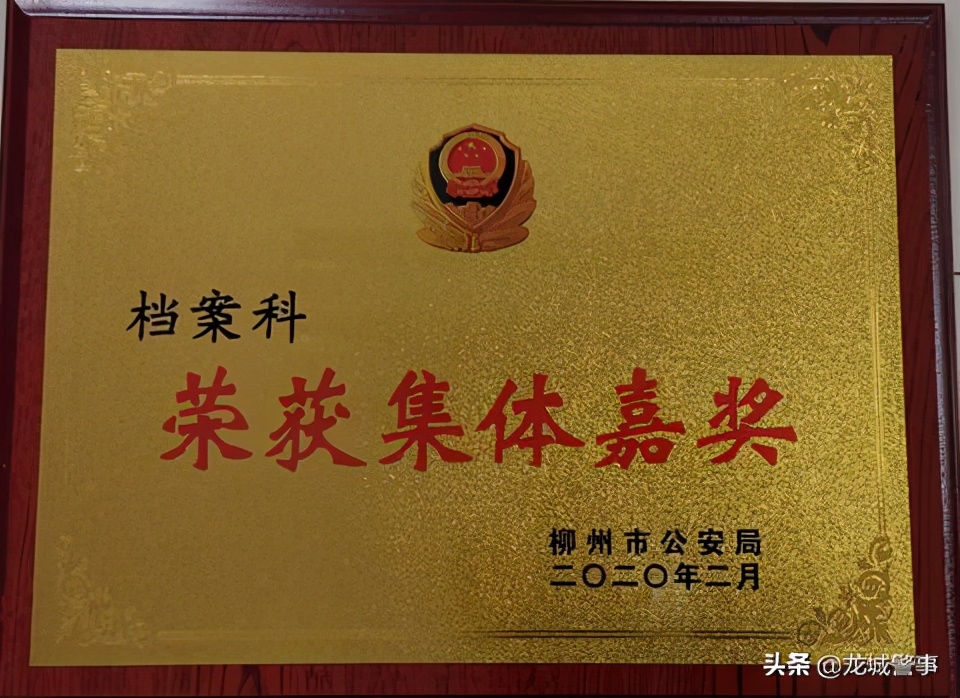 档案科
荣获集体嘉奖
柳州市公安局
二〇二〇年二月
头条 @龙城警事